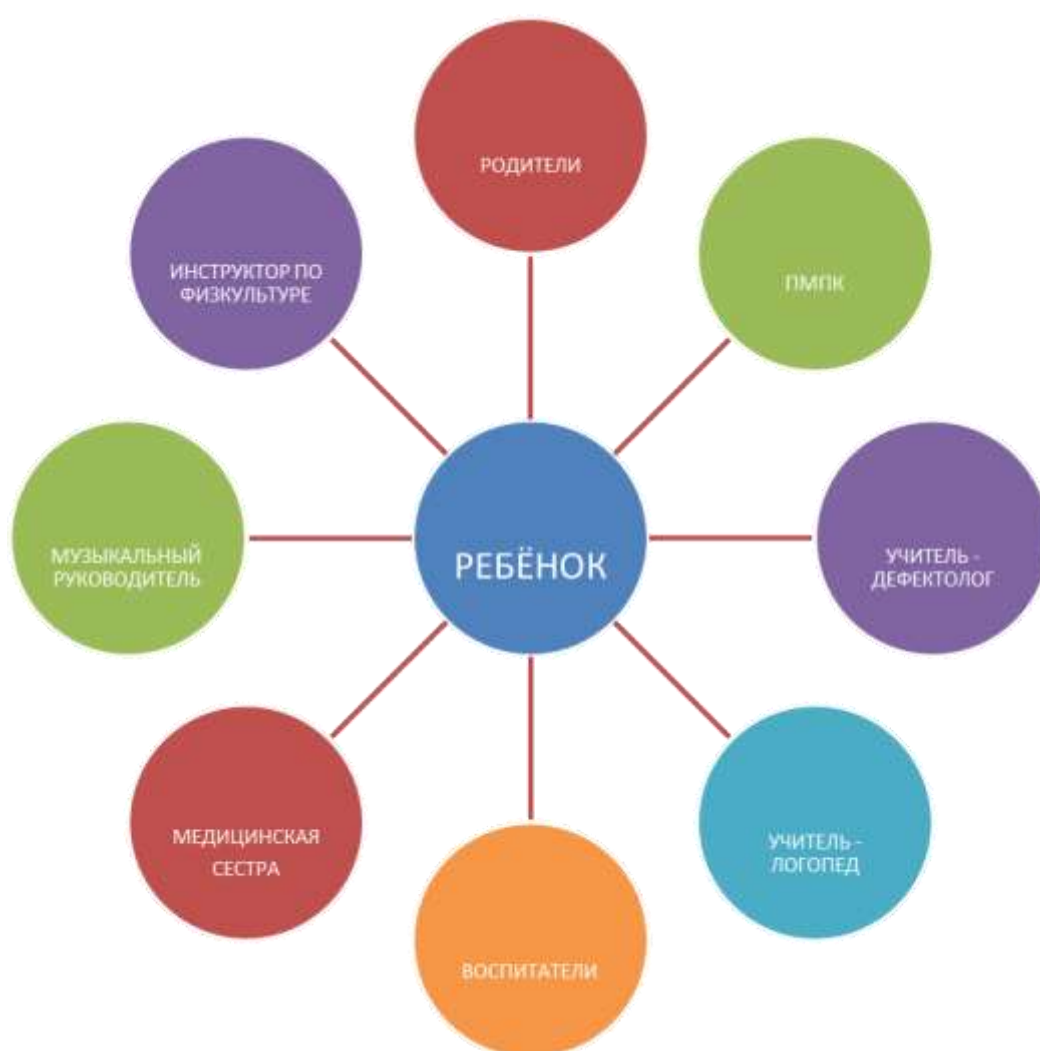 РОДИТЕЛИ
ПМПК
УЧИТЕЛЬ -
ДЕФЕКТОЛОГ
УЧИТЕЛЬ -
ЛОГОПЕД
ВОСПИТАТЕЛИ
МЕДИЦИНСКАЯ
СЕСТРА
МУЗЫКАЛЬНЫЙ
РУКОВОДИТЕЛЬ
ИНСТРУКТОР ПО
ФИЗКУЛЬТУРЕ
РЕБЁНОК